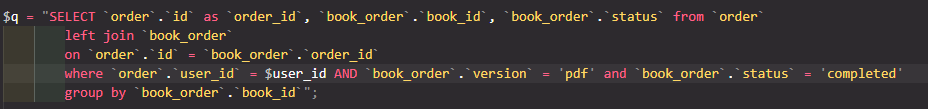 $q = "SELECT `order`.`id` as `order_id`, `book_order`.`book_id`, `book_order`.`status` from `order`
left join `book_order`
on `order`.`id` = `book_order`.`order_id`
where `order`.`user_id` = $user_id AND `book_order`.`version` = 'pdf' and `book_order`.`status` = 'completed'
group by `book_order`.`book_id`";